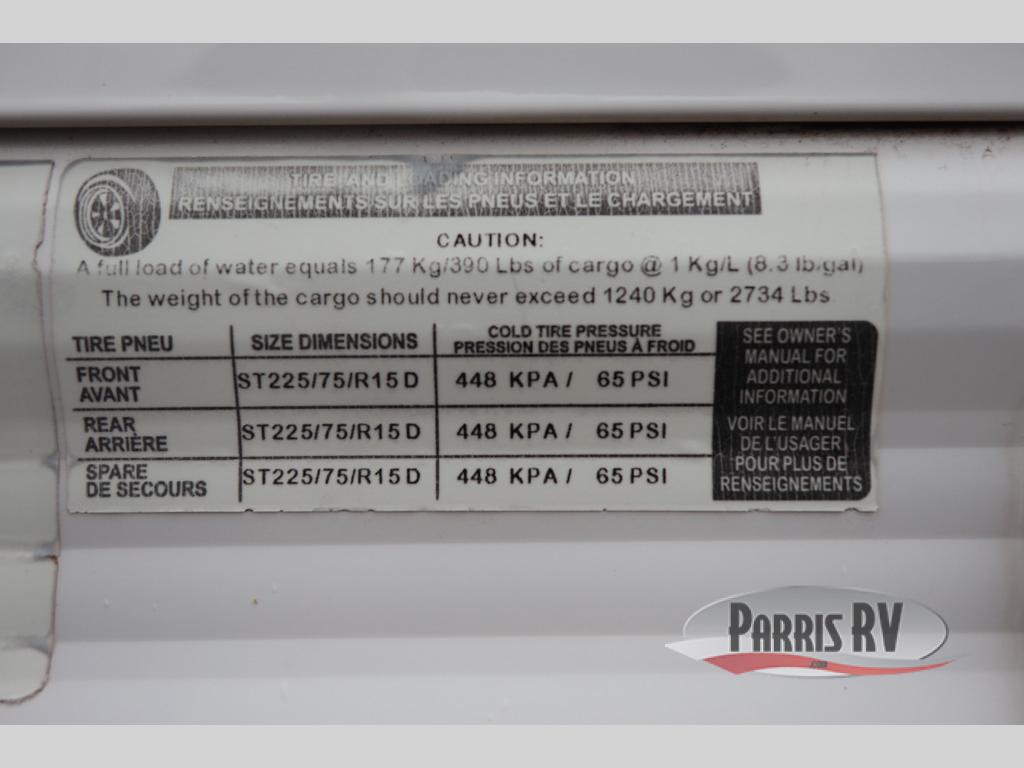 TIRE AND LOADING INFORMATION
RENSEIGNEMENTS SUR LES PNEUS ET LE CHARGEMENT
CAUTION:
A full load of water equals 177 Kg/390 Lbs of cargo @ 1 Kg/L (8.3 lb/gal)
The weight of the cargo should never exceed 1240 Kg or 2734 Lbs
TIRE PNEU SIZE DIMENSIONS COLD TIRE PRESSURE
PRESSION DES PNEUS À FROID
FRONT
AVANT ST225/75/R15 D 448 KPA / 65 PSI
REAR
ARRIÈRE ST225/75/R15 D 448 KPA / 65 PSI
SPARE
DE SECOURS ST225/75/R15 D 448 KPA / 65 PSI
SEE OWNER'S
MANUAL FOR
ADDITIONAL
INFORMATION
VOIR LE MANUEL
DE L'USAGER
POUR PLUS DE
RENSEIGNEMENTS
PARRIS RV
.com